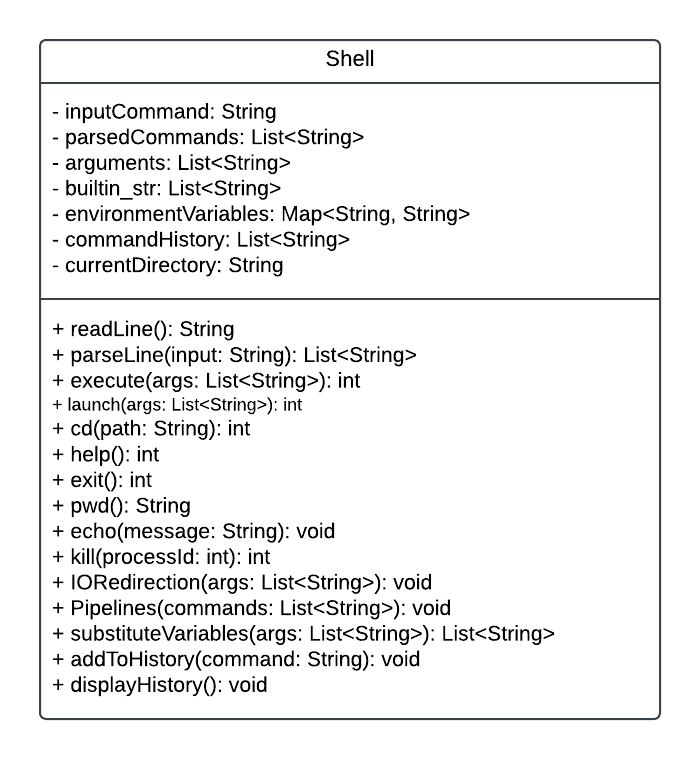 Shell
- inputCommand: String
- parsedCommands: List<String>
- arguments: List<String>
- builtin_str: List<String>
- environmentVariables: Map<String, String>
- commandHistory: List<String>
- currentDirectory: String
+ readLine(): String
+ parseLine(input: String): List<String>
+ execute(args: List<String>): int
+ launch(args: List<String>): int
+ cd(path: String): int
+ help(): int
+ exit(): int
+ pwd(): String
+ echo(message: String): void
+ kill(processId: int): int
+ IORedirection(args: List<String>): void
+ Pipelines(commands: List<String>): void
+ substituteVariables(args: List<String>): List<String>
+ addToHistory(command: String): void
+ displayHistory(): void